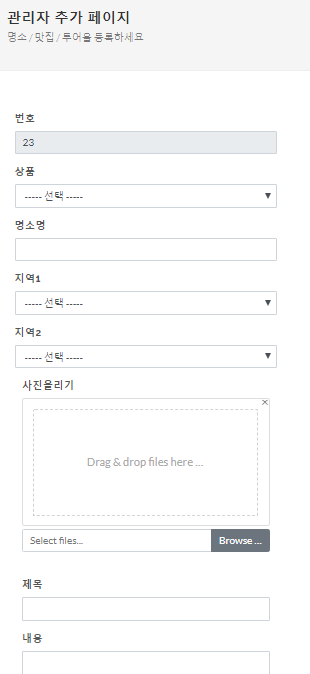 관리자 추가 페이지
명소 / 맛집 / 투어을 등록하세요
번호
23
상품
----- 선택 -----
명소명
지역1
----- 선택 -----
지역2
----- 선택 -----
사진올리기
×
Drag & drop files here ...
Select files...
Browse ...
제목
내용